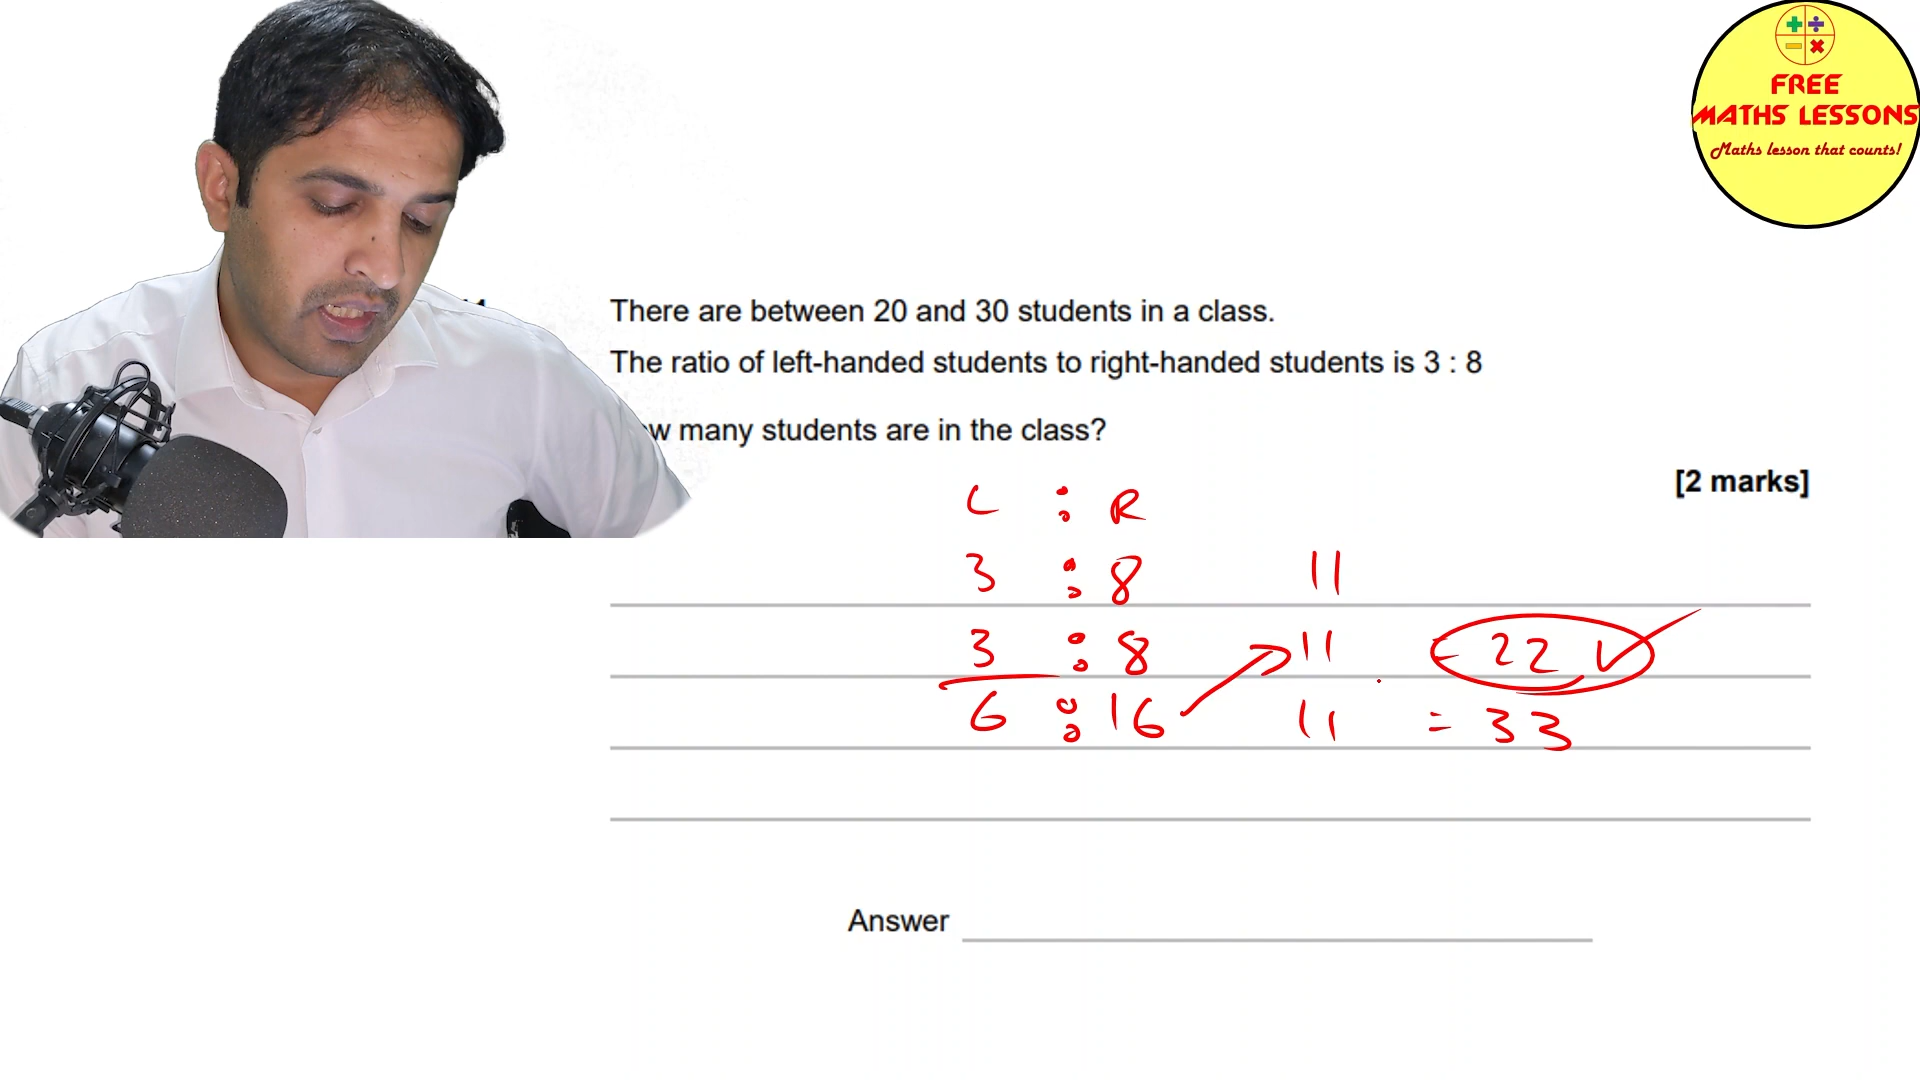 FREE
MATHS LESSONS
Maths lesson that counts!
There are between 20 and 30 students in a class.
The ratio of left-handed students to right-handed students is 3 : 8
many students are in the class?
[2 marks]
L : R
3 : 8 11
3 : 8 11 = 22 ✓
6 : 16 11 = 33
Answer